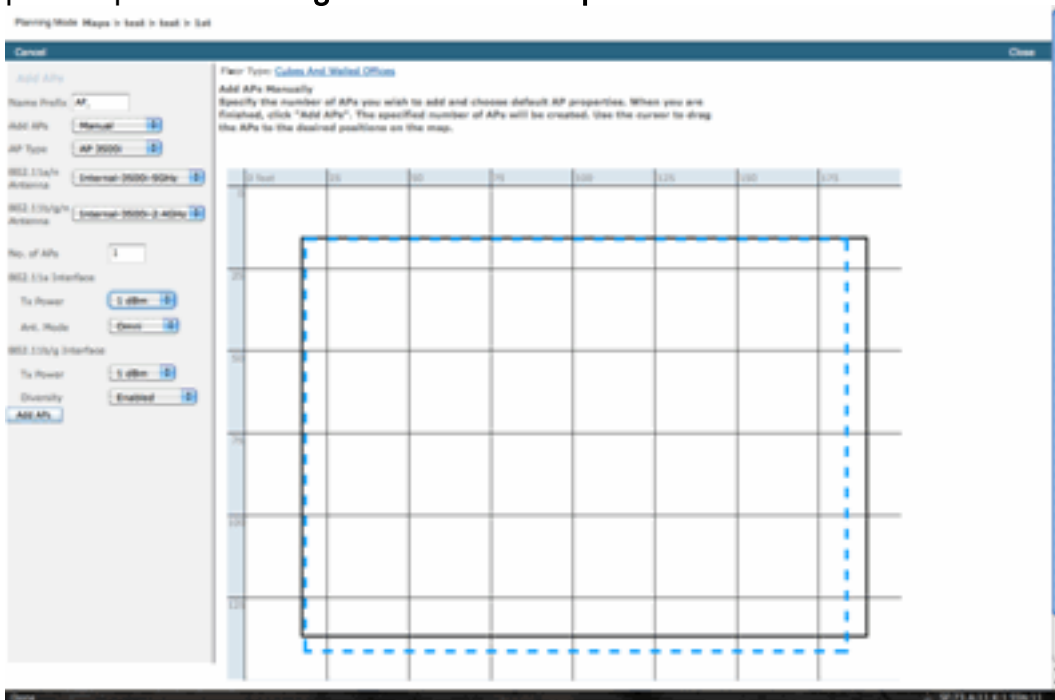 Planning Mode Maps > test > test > 1st
Cancel Close
Add APs
Name Prefix AP_
Add APs Manual
AP Type AP 3500i
802.11a/n Antenna Internal-3500i-5GHz
802.11b/g/n Antenna Internal-3500i-2.4GHz
No. of APs 1
802.11a Interface
Tx Power 1 dBm
Ant. Mode Omni
802.11b/g Interface
Tx Power 1 dBm
Diversity Enabled
Add APs
Floor Type: Cubes And Walled Offices
Add APs Manually
Specify the number of APs you wish to add and choose default AP properties. When you are
finished, click "Add APs". The specified number of APs will be created. Use the cursor to drag
the APs to the desired positions on the map.
0 feet 25 50 75 100 125 150 175
0
25
50
75
100
125
Done